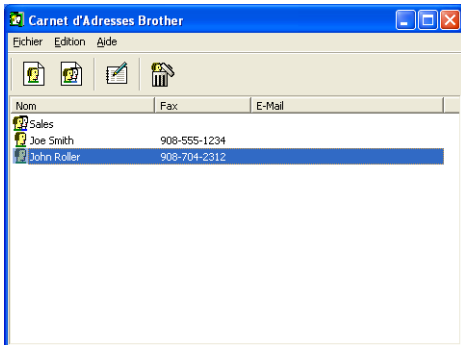 Carnet d'Adresses Brother
Fichier Edition Aide
Nom Fax E-Mail
Sales
Joe Smith 908-555-1234
John Roller 908-704-2312